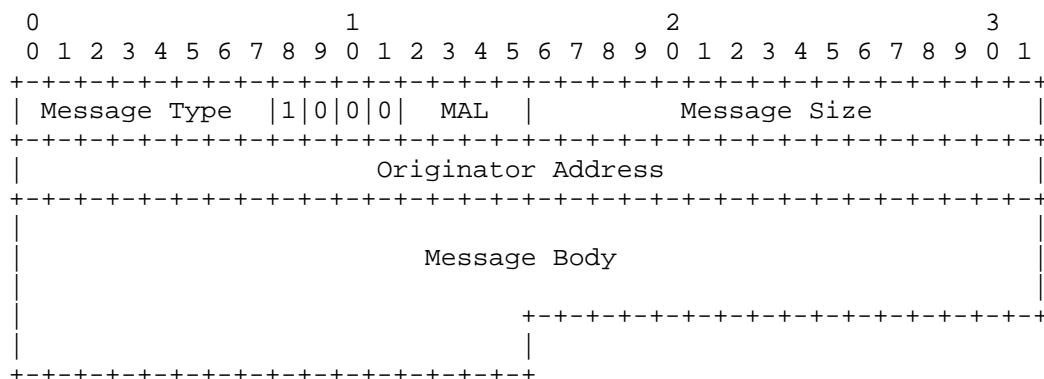 0                   1                   2                   3
 0 1 2 3 4 5 6 7 8 9 0 1 2 3 4 5 6 7 8 9 0 1 2 3 4 5 6 7 8 9 0 1
+-+-+-+-+-+-+-+-+-+-+-+-+-+-+-+-+-+-+-+-+-+-+-+-+-+-+-+-+-+-+-+-+
| Message Type  |1|0|0|0|  MAL  |         Message Size          |
+-+-+-+-+-+-+-+-+-+-+-+-+-+-+-+-+-+-+-+-+-+-+-+-+-+-+-+-+-+-+-+-+
|                      Originator Address                       |
+-+-+-+-+-+-+-+-+-+-+-+-+-+-+-+-+-+-+-+-+-+-+-+-+-+-+-+-+-+-+-+-+
|                                                               |
|                         Message Body                          |
|                                                               |
|                               +-+-+-+-+-+-+-+-+-+-+-+-+-+-+-+-+
|                               |
+-+-+-+-+-+-+-+-+-+-+-+-+-+-+-+-+